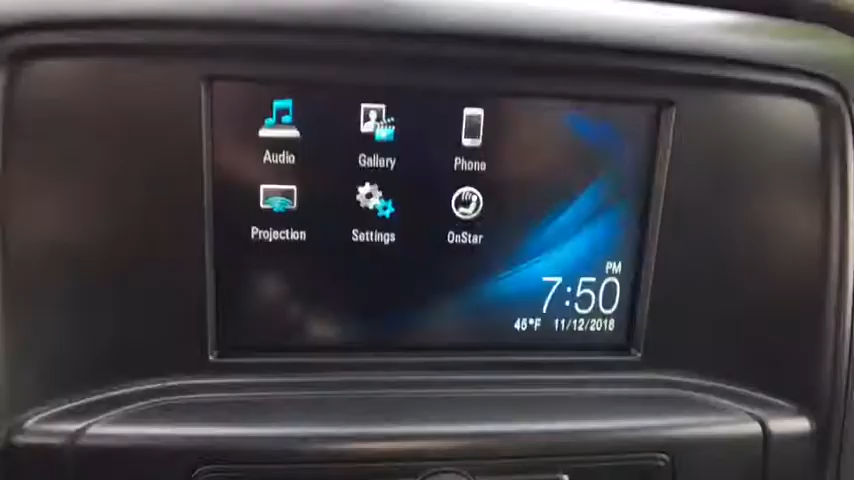 Audio Gallery Phone
Projection Settings OnStar
PM
7:50
45°F 11/12/2018